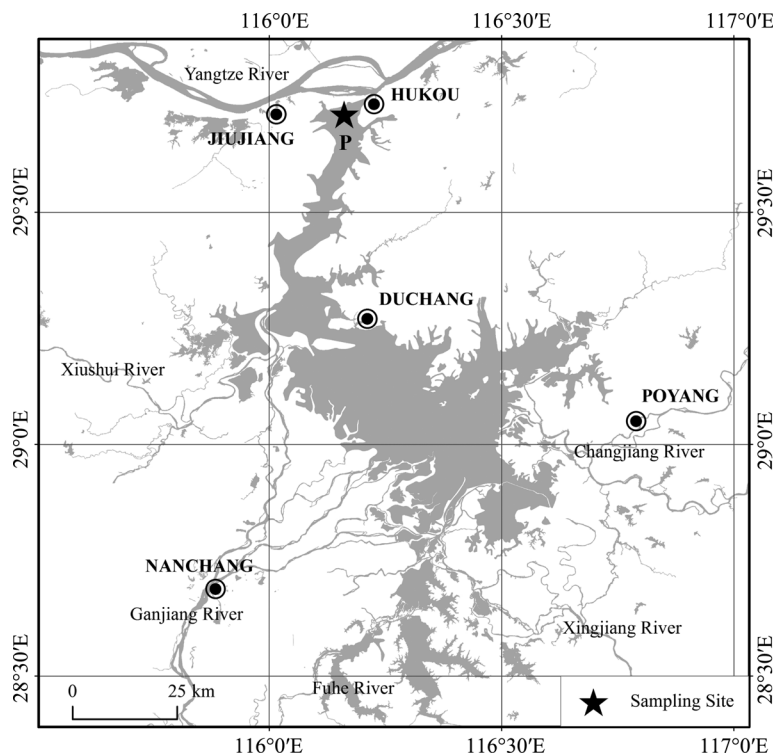 116°0′E 116°30′E 117°0′E
Yangtze River
HUKOU
JIUJIANG
P
29°30′E 29°30′E
DUCHANG
Xiushui River
POYANG
29°0′E 29°0′E
Changjiang River
NANCHANG
Ganjiang River
Xingjiang River
28°30′E 28°30′E
Fuhe River
0 25 km
Sampling Site
116°0′E 116°30′E 117°0′E